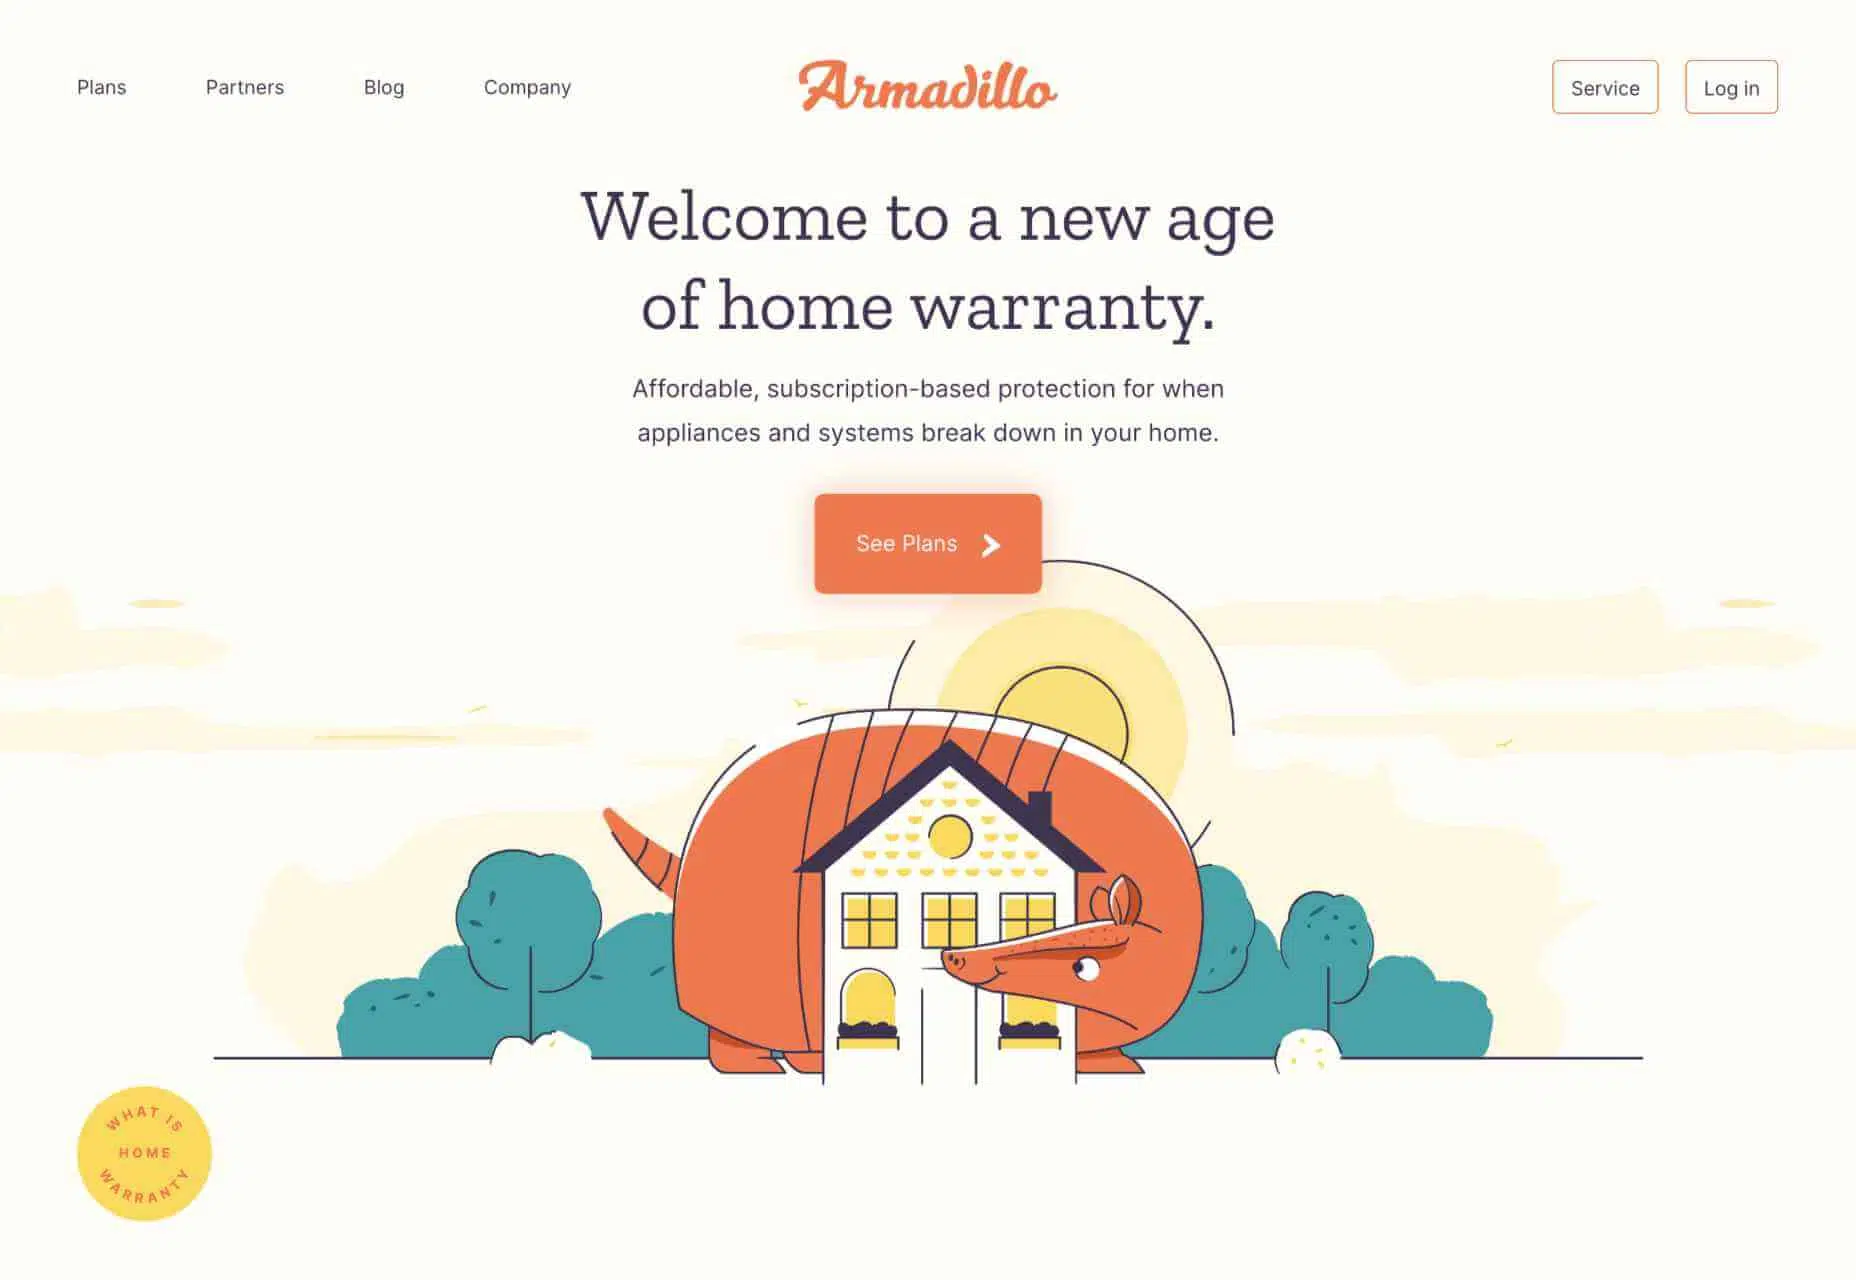 Plans
Partners
Blog
Company
Armadillo
Service
Log in
Welcome to a new age
of home warranty.
Affordable, subscription-based protection for when
appliances and systems break down in your home.
See Plans
WHAT IS
HOME
WARRANTY